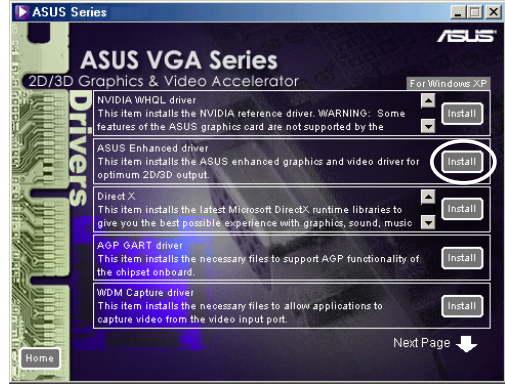 ASUS Series
ASUS
ASUS VGA Series
2D/3D Graphics & Video Accelerator
For Windows XP
Drivers
NVIDIA WHQL driver
This item installs the NVIDIA reference driver. WARNING: Some
features of the ASUS graphics card are not supported by the
Install
ASUS Enhanced driver
This item installs the ASUS enhanced graphics and video driver for
optimum 2D/3D output.
Install
Direct X
This item installs the latest Microsoft DirectX runtime libraries to
give you the best possible experience with graphics, sound, music
Install
AGP GART driver
This item installs the necessary files to support AGP functionality of
the chipset onboard.
Install
WDM Capture driver
This item installs the necessary files to allow applications to
capture video from the video input port.
Install
Next Page
Home